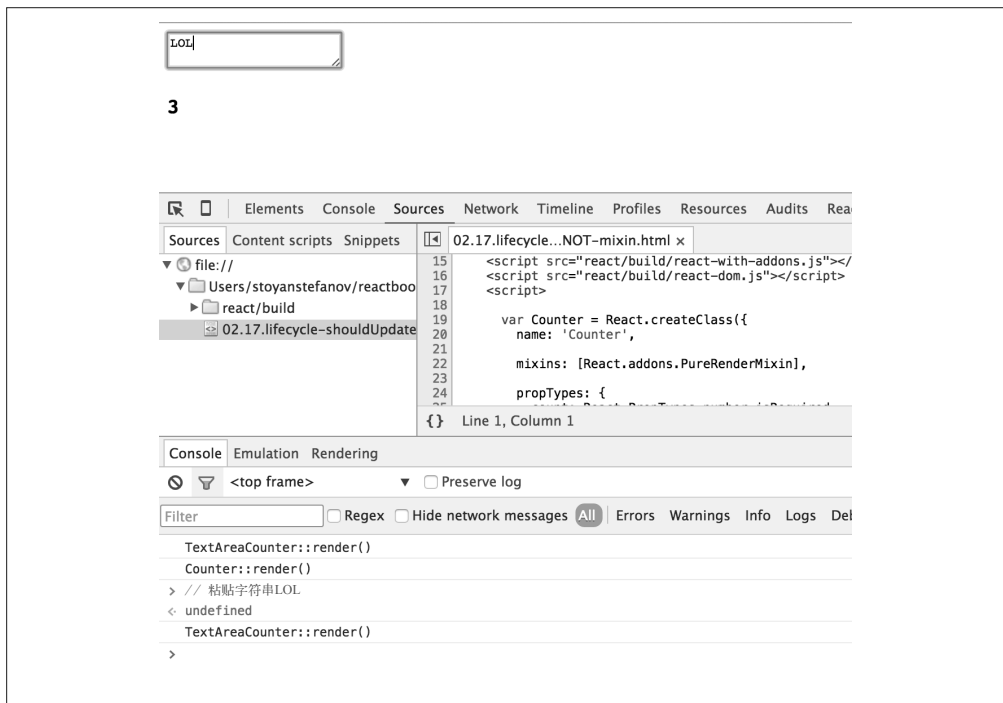 LOL
3
Elements Console Sources Network Timeline Profiles Resources Audits Rea
Sources Content scripts Snippets 02.17.lifecycle...NOT-mixin.html ×
file://
Users/stoyanstefanov/reactboo
react/build
02.17.lifecycle-shouldUpdate
15 <script src="react/build/react-with-addons.js"></
16 <script src="react/build/react-dom.js"></script>
17 <script>
18
19 var Counter = React.createClass({
20 name: 'Counter',
21
22 mixins: [React.addons.PureRenderMixin],
23
24 propTypes: {
{} Line 1, Column 1
Console Emulation Rendering
<top frame> ▼ Preserve log
Filter Regex Hide network messages All Errors Warnings Info Logs Del
TextAreaCounter::render()
Counter::render()
> // 粘贴字符串LOL
<· undefined
TextAreaCounter::render()
>